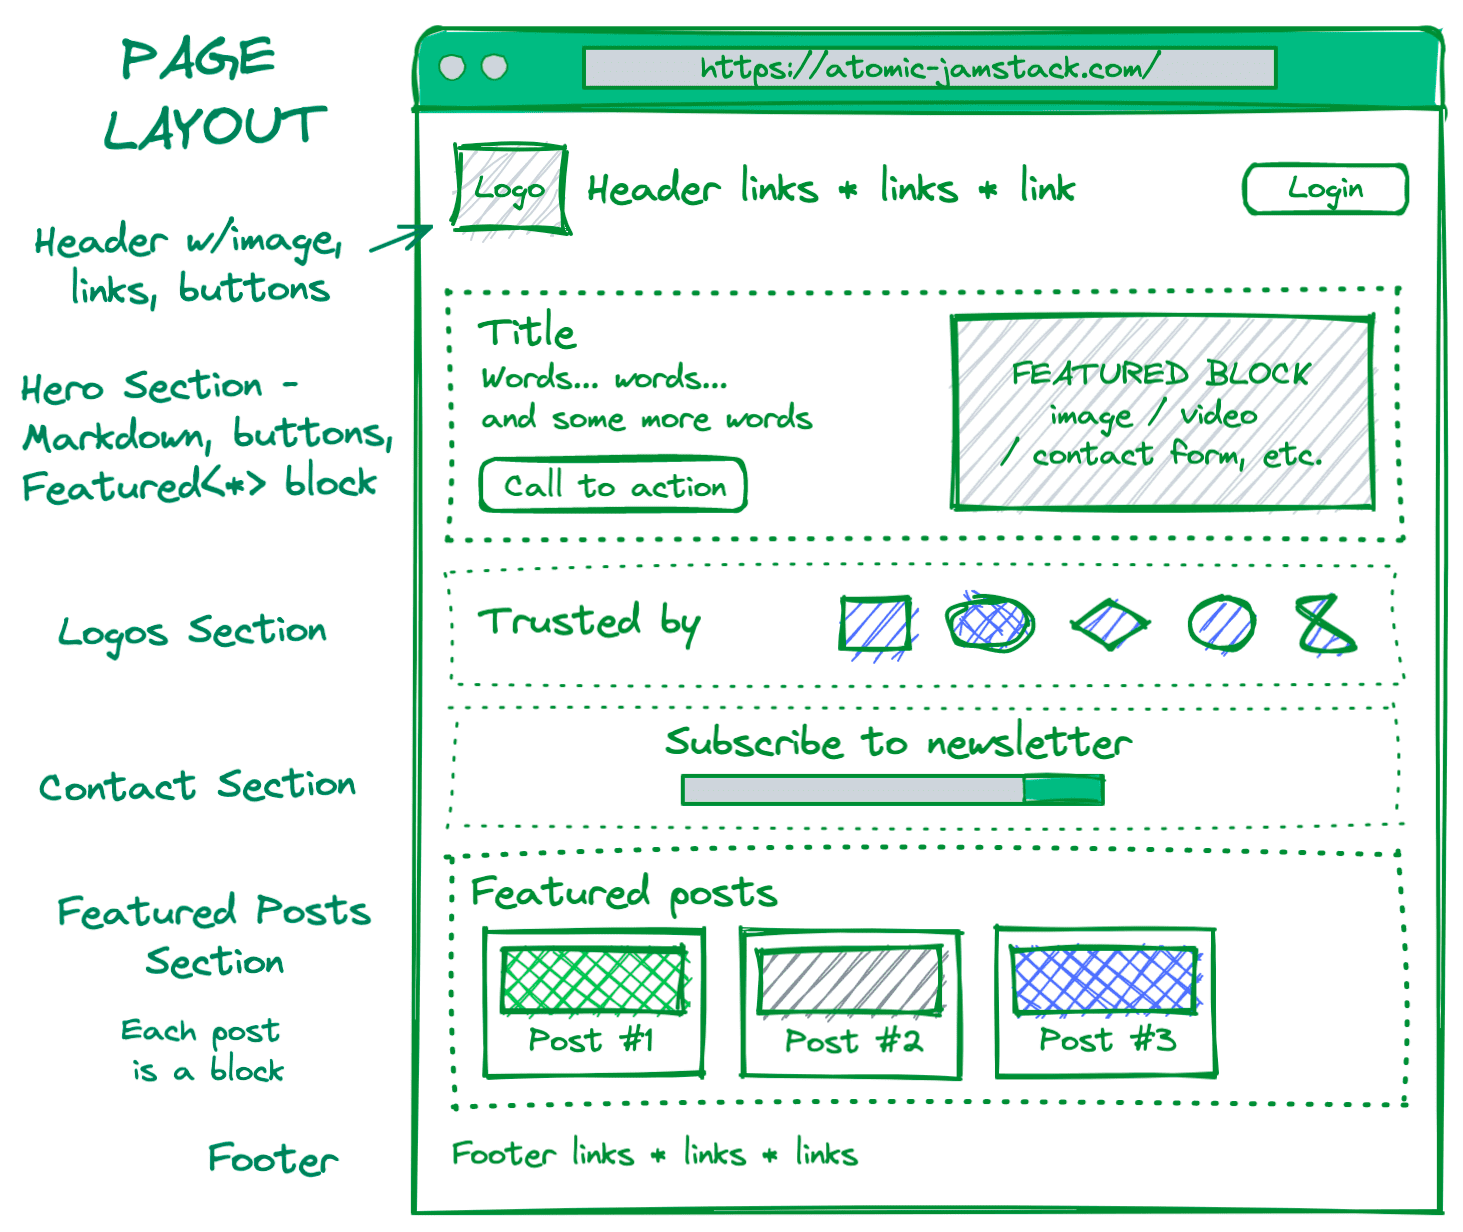 PAGE
LAYOUT
https://atomic-jamstack.com/
Logo
Header links * links * link
Login
Header w/image,
links, buttons
Title
Words... words...
and some more words
Call to action
FEATURED BLOCK
image / video
/ contact form, etc.
Hero Section -
Markdown, buttons,
Featured<*> block
Logos Section
Trusted by
Contact Section
Subscribe to newsletter
Featured Posts
Section
Each post
is a block
Featured posts
Post #1
Post #2
Post #3
Footer
Footer links * links * links